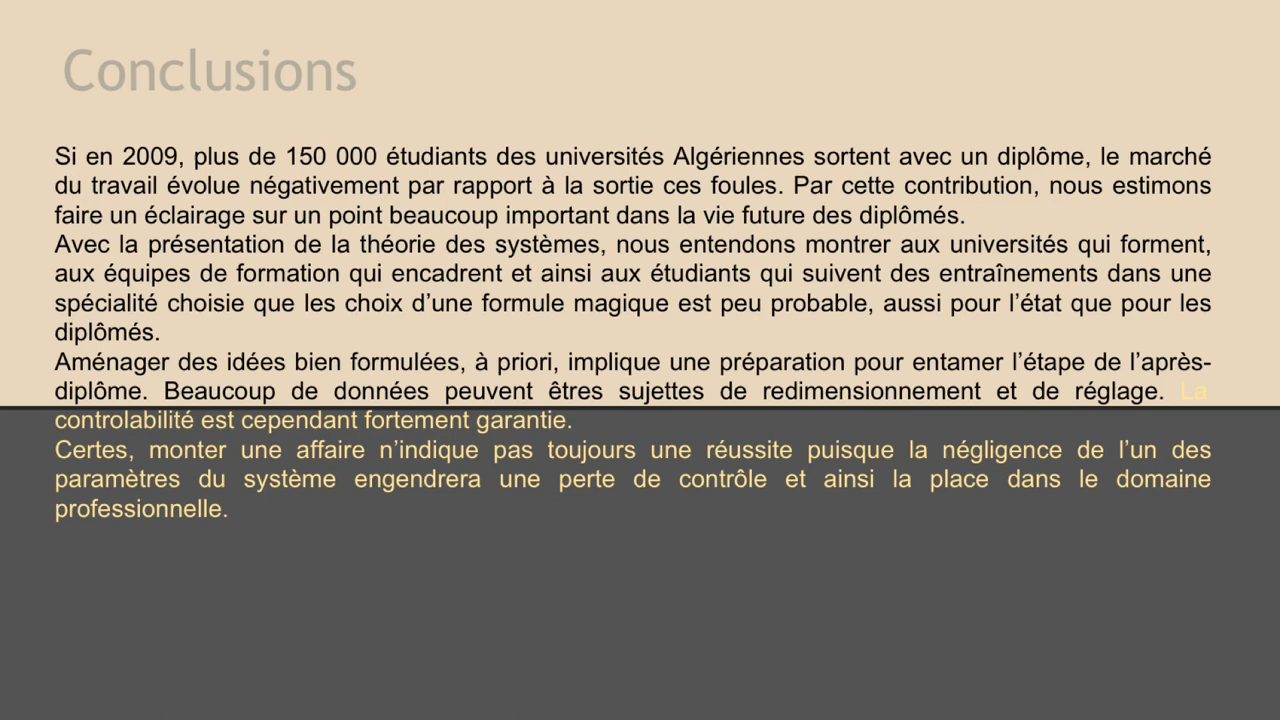 Conclusions
Si en 2009, plus de 150 000 étudiants des universités Algériennes sortent avec un diplôme, le marché
du travail évolue négativement par rapport à la sortie ces foules. Par cette contribution, nous estimons
faire un éclairage sur un point beaucoup important dans la vie future des diplômés.
Avec la présentation de la théorie des systèmes, nous entendons montrer aux universités qui forment,
aux équipes de formation qui encadrent et ainsi aux étudiants qui suivent des entraînements dans une
spécialité choisie que les choix d’une formule magique est peu probable, aussi pour l’état que pour les
diplômés.
Aménager des idées bien formulées, à priori, implique une préparation pour entamer l’étape de l’après-
diplôme. Beaucoup de données peuvent êtres sujettes de redimensionnement et de réglage. La
controlabilité est cependant fortement garantie.
Certes, monter une affaire n’indique pas toujours une réussite puisque la négligence de l’un des
paramètres du système engendrera une perte de contrôle et ainsi la place dans le domaine
professionnelle.